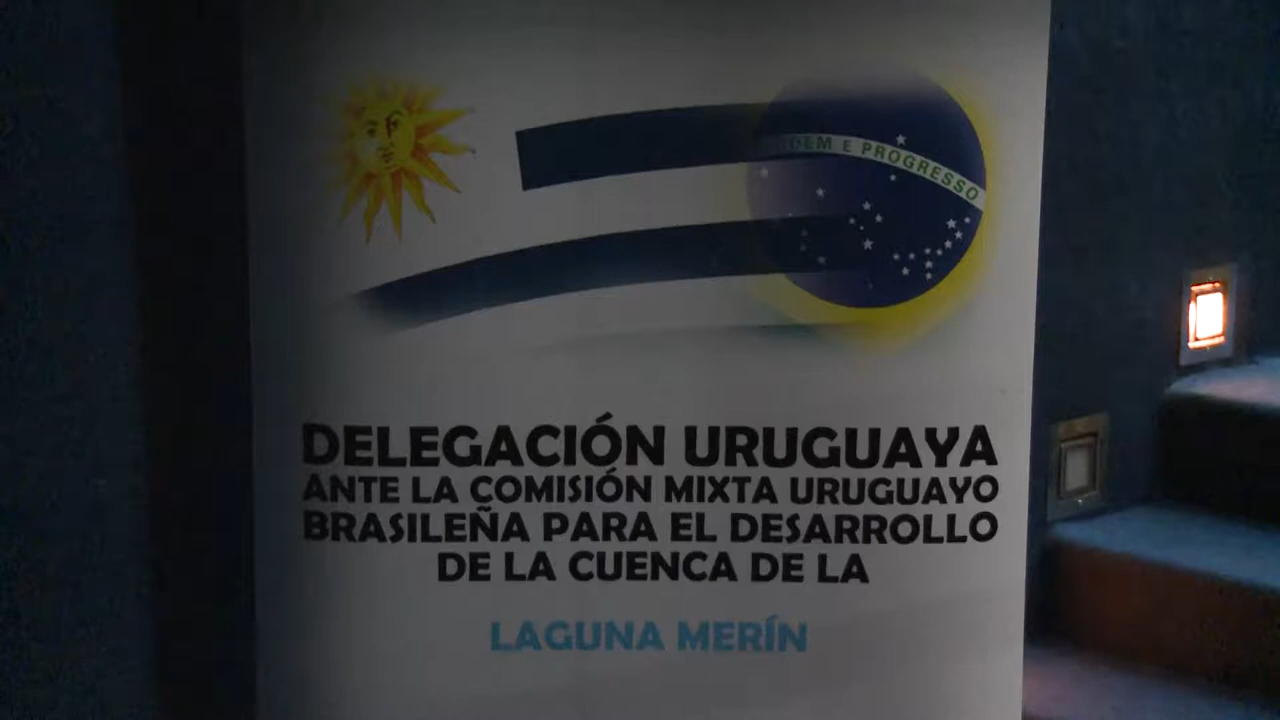 ORDEM E PROGRESSO
DELEGACIÓN URUGUAYA
ANTE LA COMISIÓN MIXTA URUGUAYO
BRASILEÑA PARA EL DESARROLLO
DE LA CUENCA DE LA
LAGUNA MERÍN